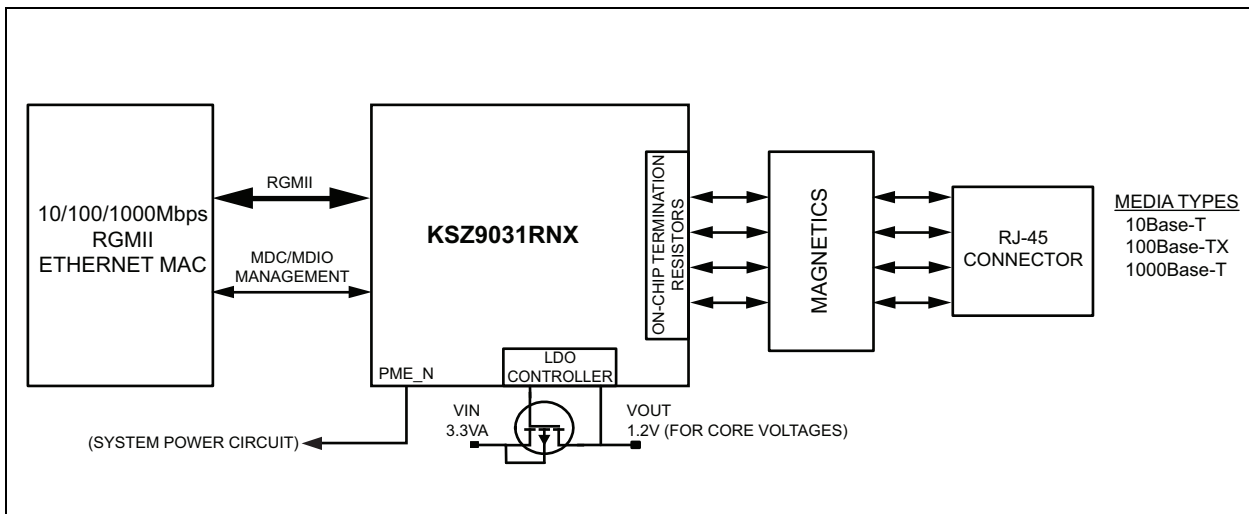 10/100/1000Mbps
RGMII
ETHERNET MAC
RGMII
MDC/MDIO
MANAGEMENT
KSZ9031RNX
ON-CHIP TERMINATION
RESISTORS
PME_N
LDO
CONTROLLER
(SYSTEM POWER CIRCUIT)
VIN
3.3VA
VOUT
1.2V (FOR CORE VOLTAGES)
MAGNETICS
RJ-45
CONNECTOR
MEDIA TYPES
10Base-T
100Base-TX
1000Base-T